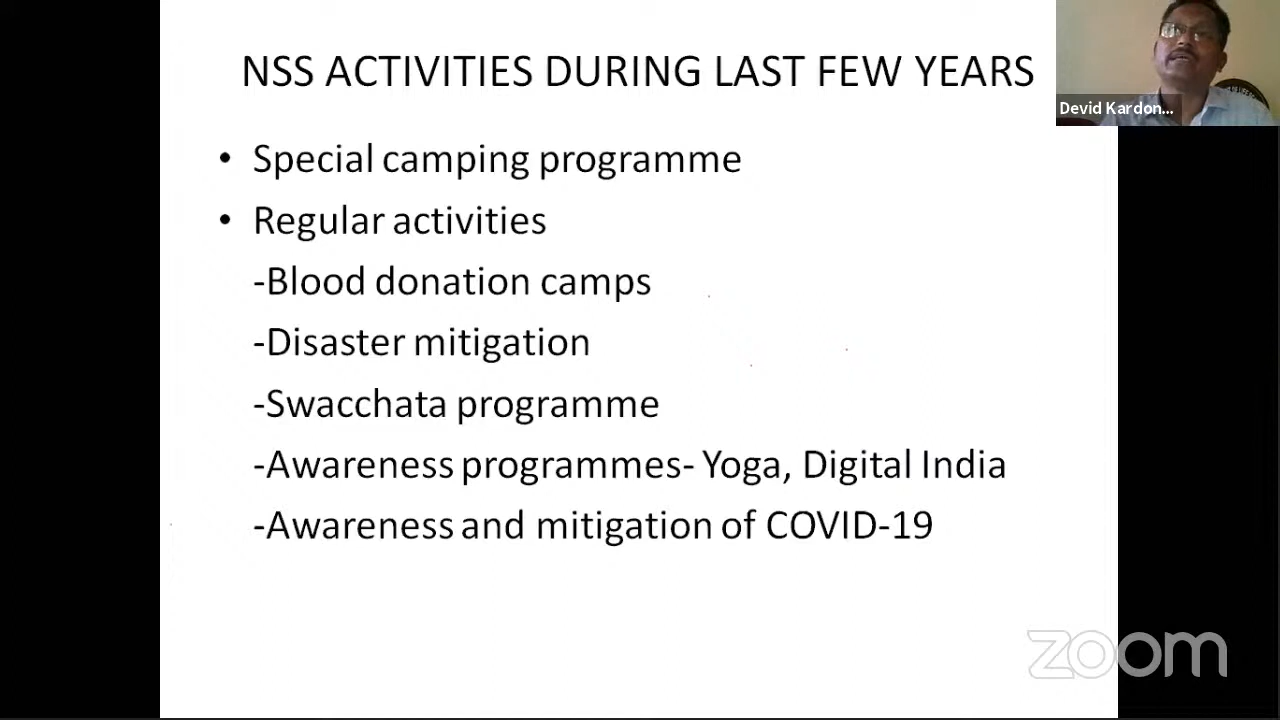 NSS ACTIVITIES DURING LAST FEW YEARS
Devid Kardon...
• Special camping programme
• Regular activities
-Blood donation camps
-Disaster mitigation
-Swacchata programme
-Awareness programmes- Yoga, Digital India
-Awareness and mitigation of COVID-19
zoom